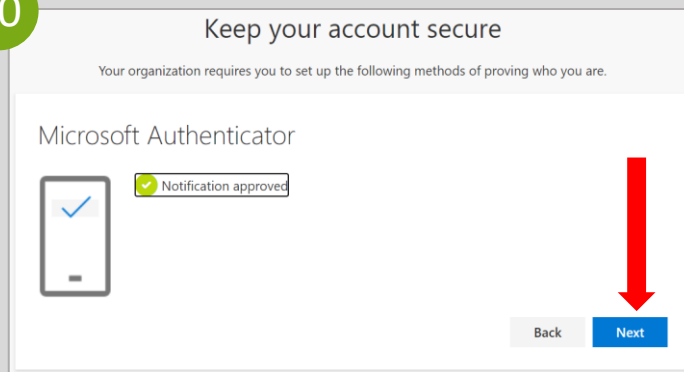 0
Keep your account secure
Your organization requires you to set up the following methods of proving who you are.
Microsoft Authenticator
Notification approved
Back Next